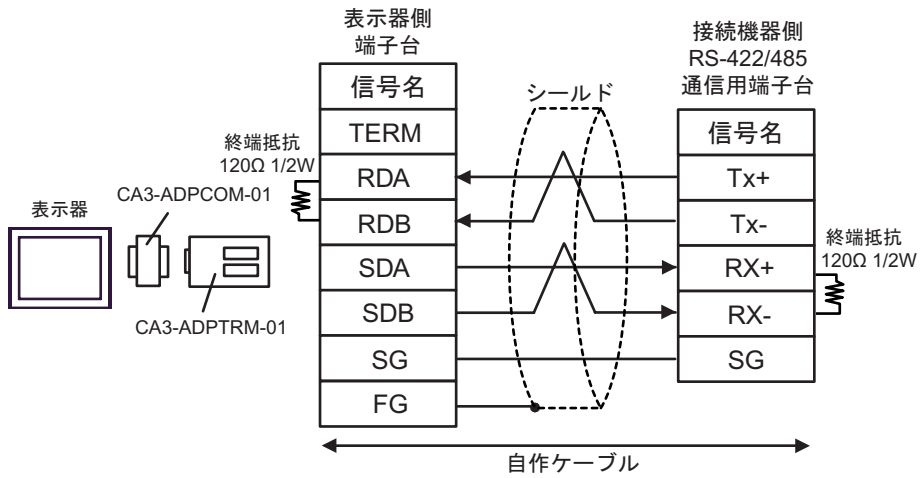 表示器側
端子台
信号名
TERM
RDA
RDB
SDA
SDB
SG
FG
終端抵抗
120Ω 1/2W
表示器
CA3-ADPCOM-01
CA3-ADPTRM-01
シールド
接続機器側
RS-422/485
通信用端子台
信号名
Tx+
Tx-
RX+
RX-
SG
終端抵抗
120Ω 1/2W
自作ケーブル